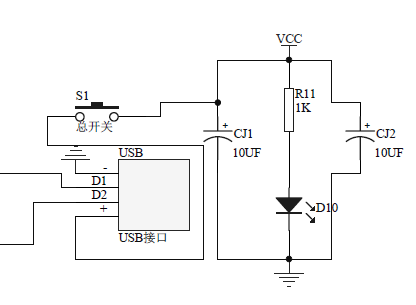 VCC
S1
总开关
R11
1K
+
CJ1
10UF
+
CJ2
10UF
USB
-
D1
D2
+
USB接口
D10